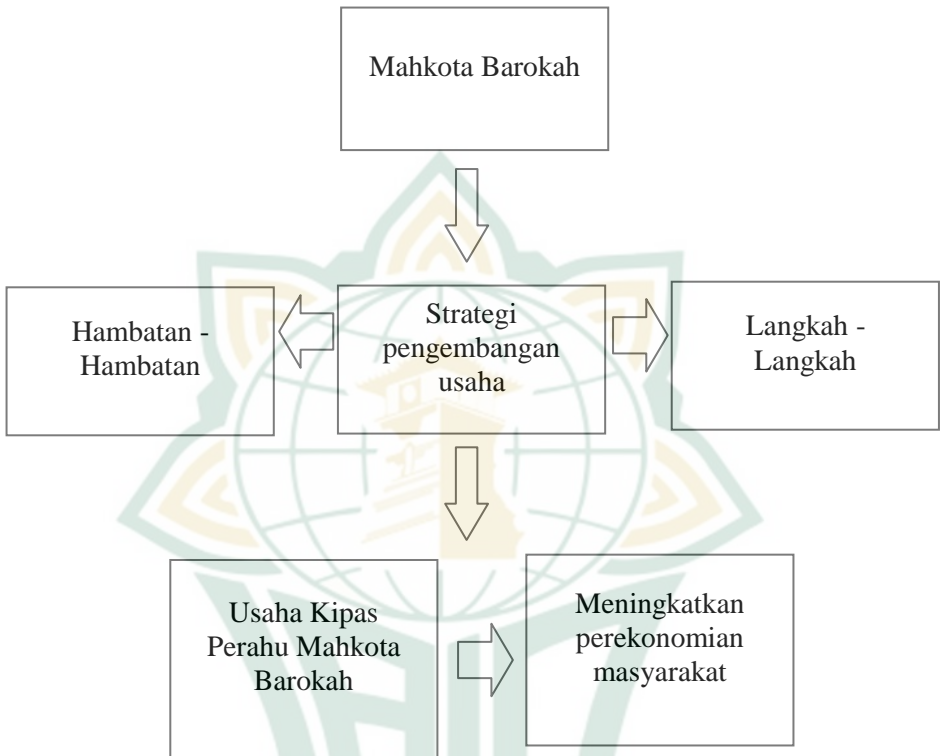 Mahkota Barokah
Hambatan -
Hambatan
Strategi
pengembangan
usaha
Langkah -
Langkah
Usaha Kipas
Perahu Mahkota
Barokah
Meningkatkan
perekonomian
masyarakat